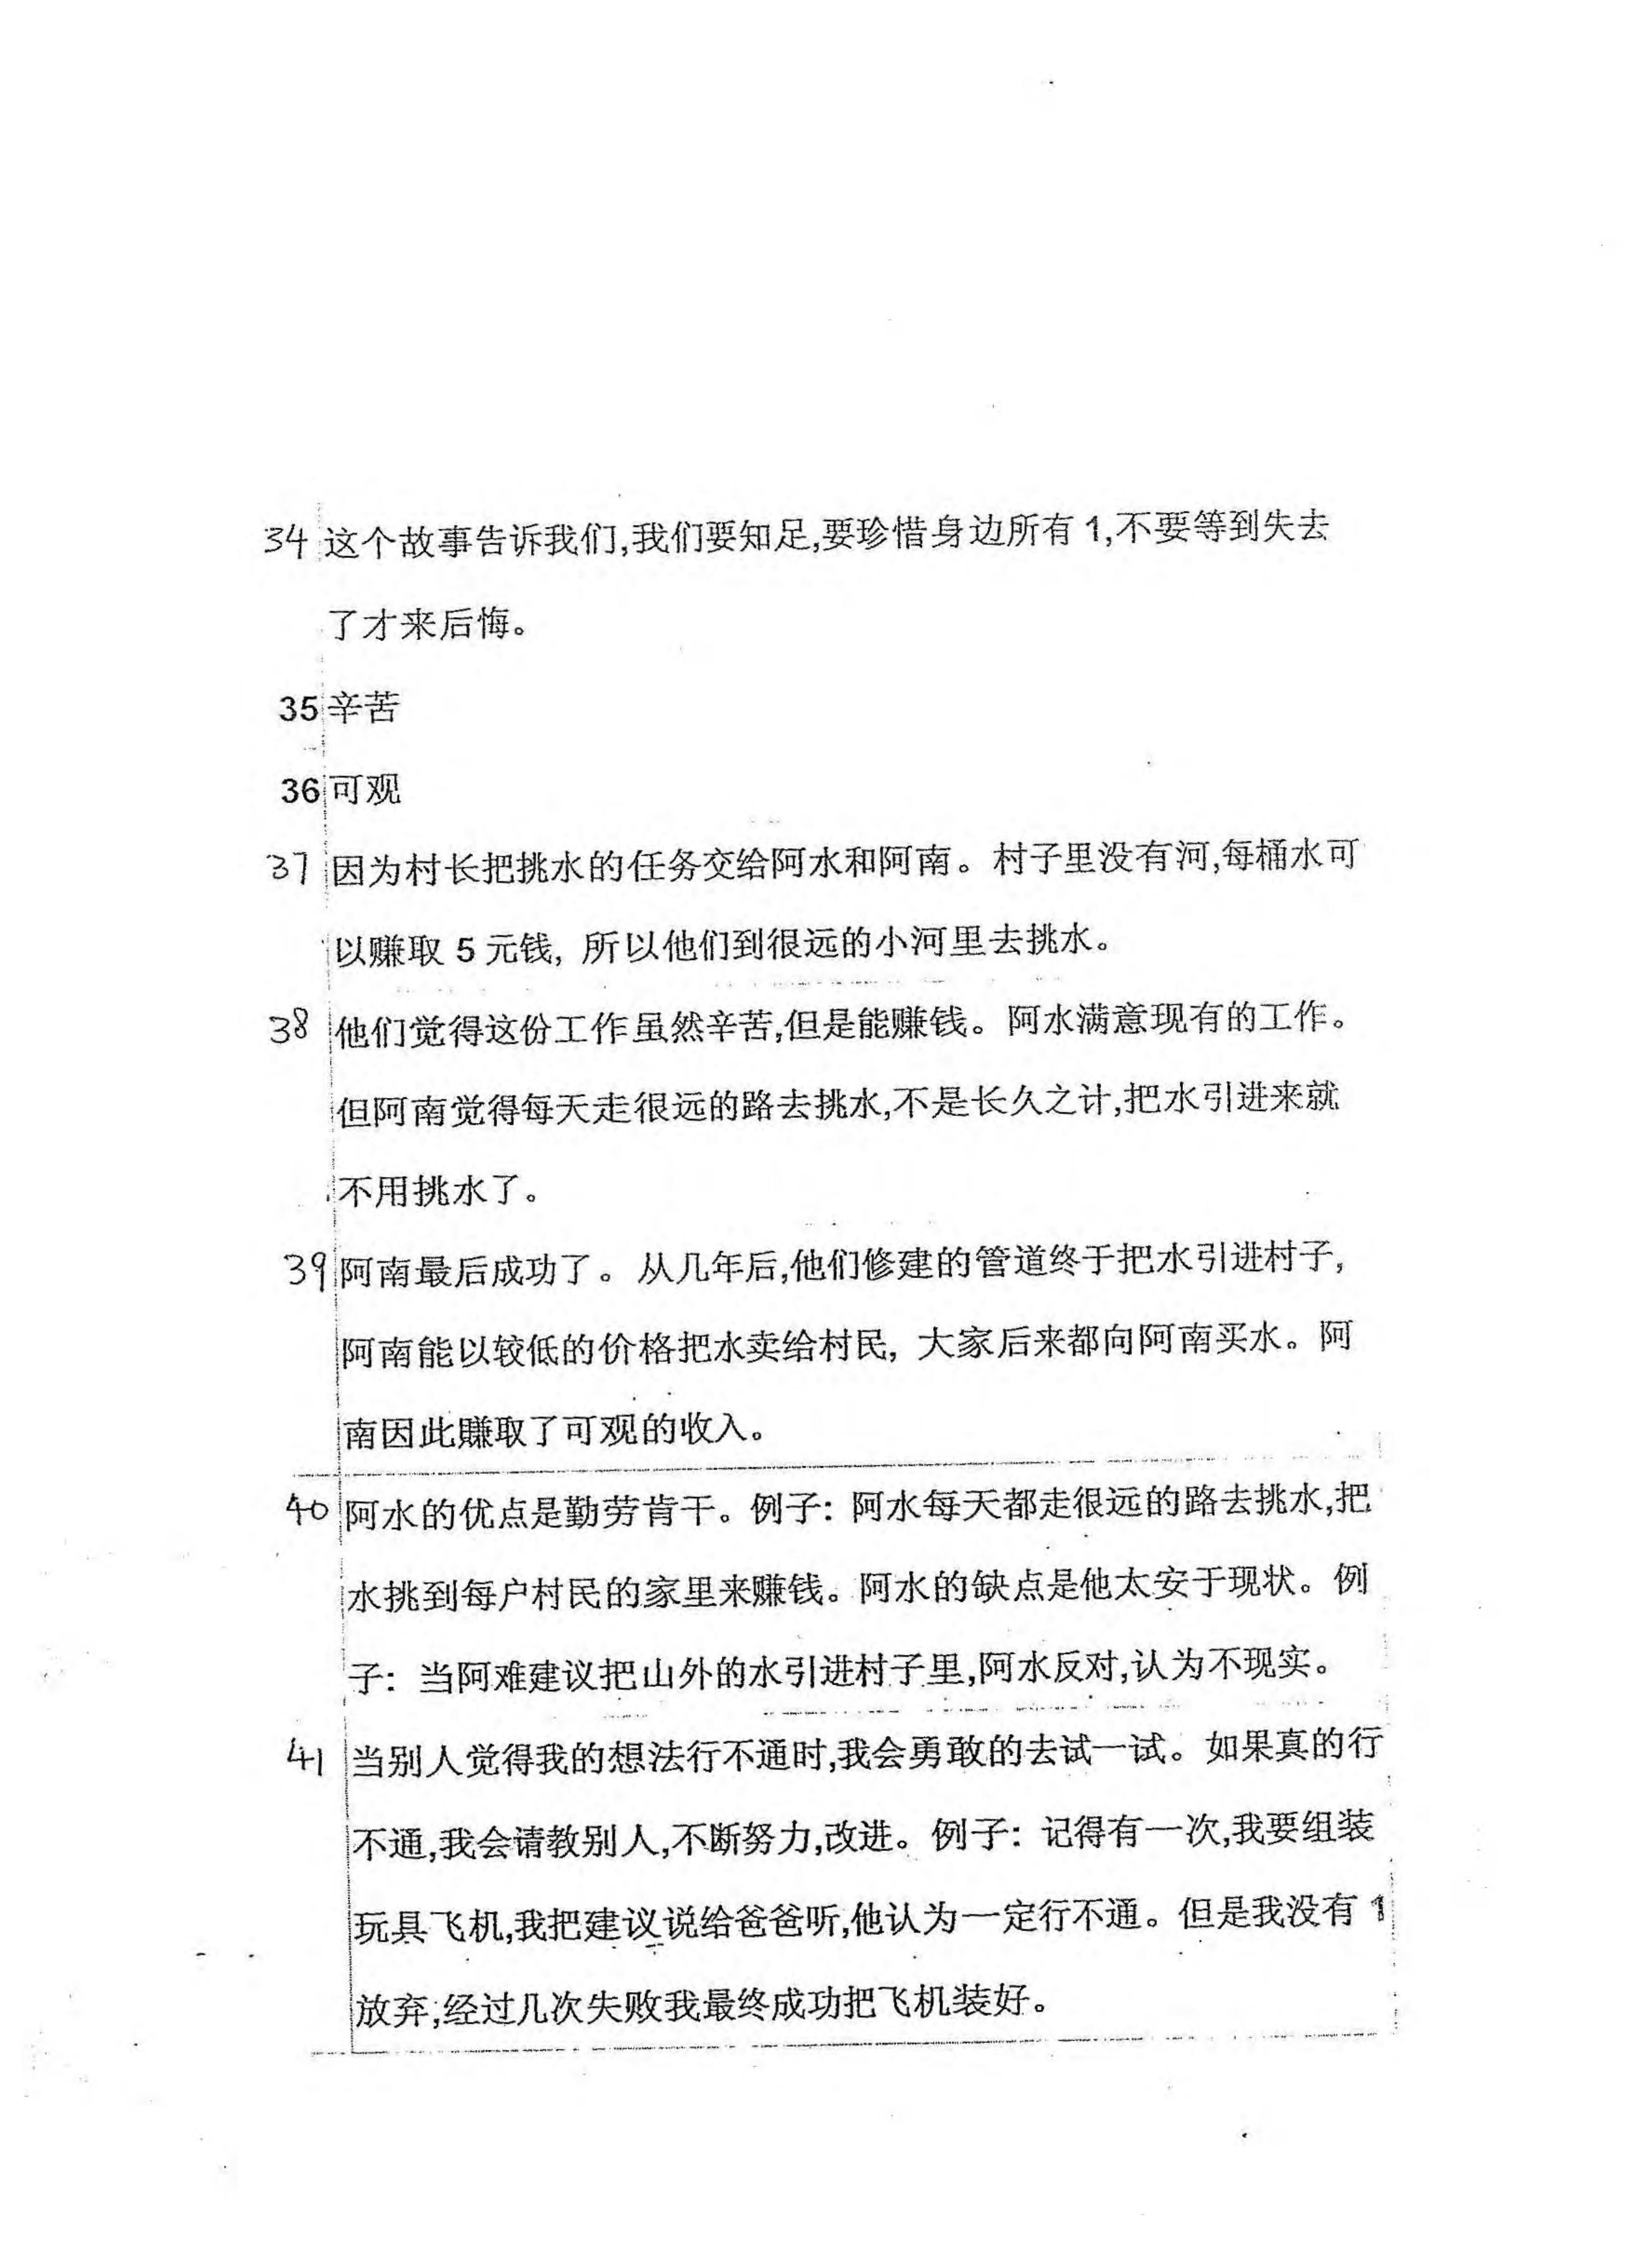 34 这个故事告诉我们,我们要知足,要珍惜身边所有1,不要等到失去
了才来后悔。
35 辛苦
36 可观
37 因为村长把挑水的任务交给阿水和阿南。村子里没有河,每桶水可
以赚取 5 元钱, 所以他们到很远的小河里去挑水。
38 他们觉得这份工作虽然辛苦,但是能赚钱。阿水满意现有的工作。
但阿南觉得每天走很远的路去挑水,不是长久之计,把水引进来就
不用挑水了。
39 阿南最后成功了。从几年后,他们修建的管道终于把水引进村子,
阿南能以较低的价格把水卖给村民, 大家后来都向阿南买水。阿
南因此赚取了可观的收入。
40 阿水的优点是勤劳肯干。例子: 阿水每天都走很远的路去挑水,把
水挑到每户村民的家里来赚钱。阿水的缺点是他太安于现状。例
子: 当阿难建议把山外的水引进村子里,阿水反对,认为不现实。
41 当别人觉得我的想法行不通时,我会勇敢的去试一试。如果真的行
不通,我会请教别人,不断努力,改进。例子: 记得有一次,我要组装
玩具飞机,我把建议说给爸爸听,他认为一定行不通。但是我没有1
放弃;经过几次失败我最终成功把飞机装好。